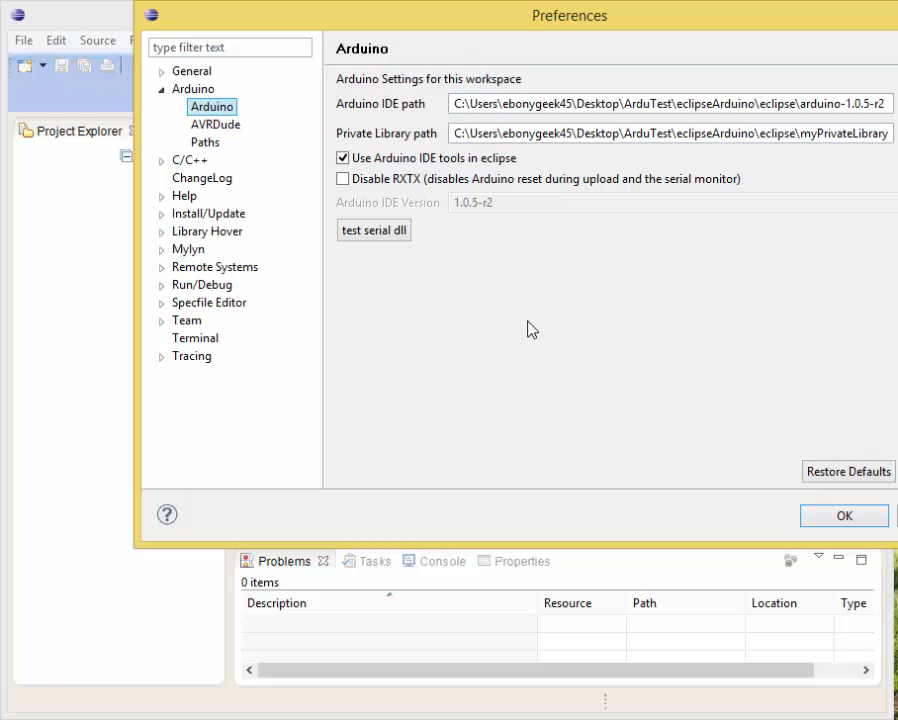 Preferences
File Edit Source
type filter text
Arduino
General
Arduino Settings for this workspace
Arduino
Arduino IDE path C:\Users\ebonygeek45\Desktop\ArduTest\eclipseArduino\eclipse\arduino-1.0.5-r2
Arduino
AVRDude
Private Library path C:\Users\ebonygeek45\Desktop\ArduTest\eclipseArduino\eclipse\myPrivateLibrary
Project Explorer
Paths
C/C++
Use Arduino IDE tools in eclipse
ChangeLog
Disable RXTX (disables Arduino reset during upload and the serial monitor)
Help
Arduino IDE Version 1.0.5-r2
Install/Update
Library Hover
test serial dll
Mylyn
Remote Systems
Run/Debug
Specfile Editor
Team
Terminal
Tracing
Restore Defaults
?
OK
Problems Tasks Console Properties
0 items
Description Resource Path Location Type